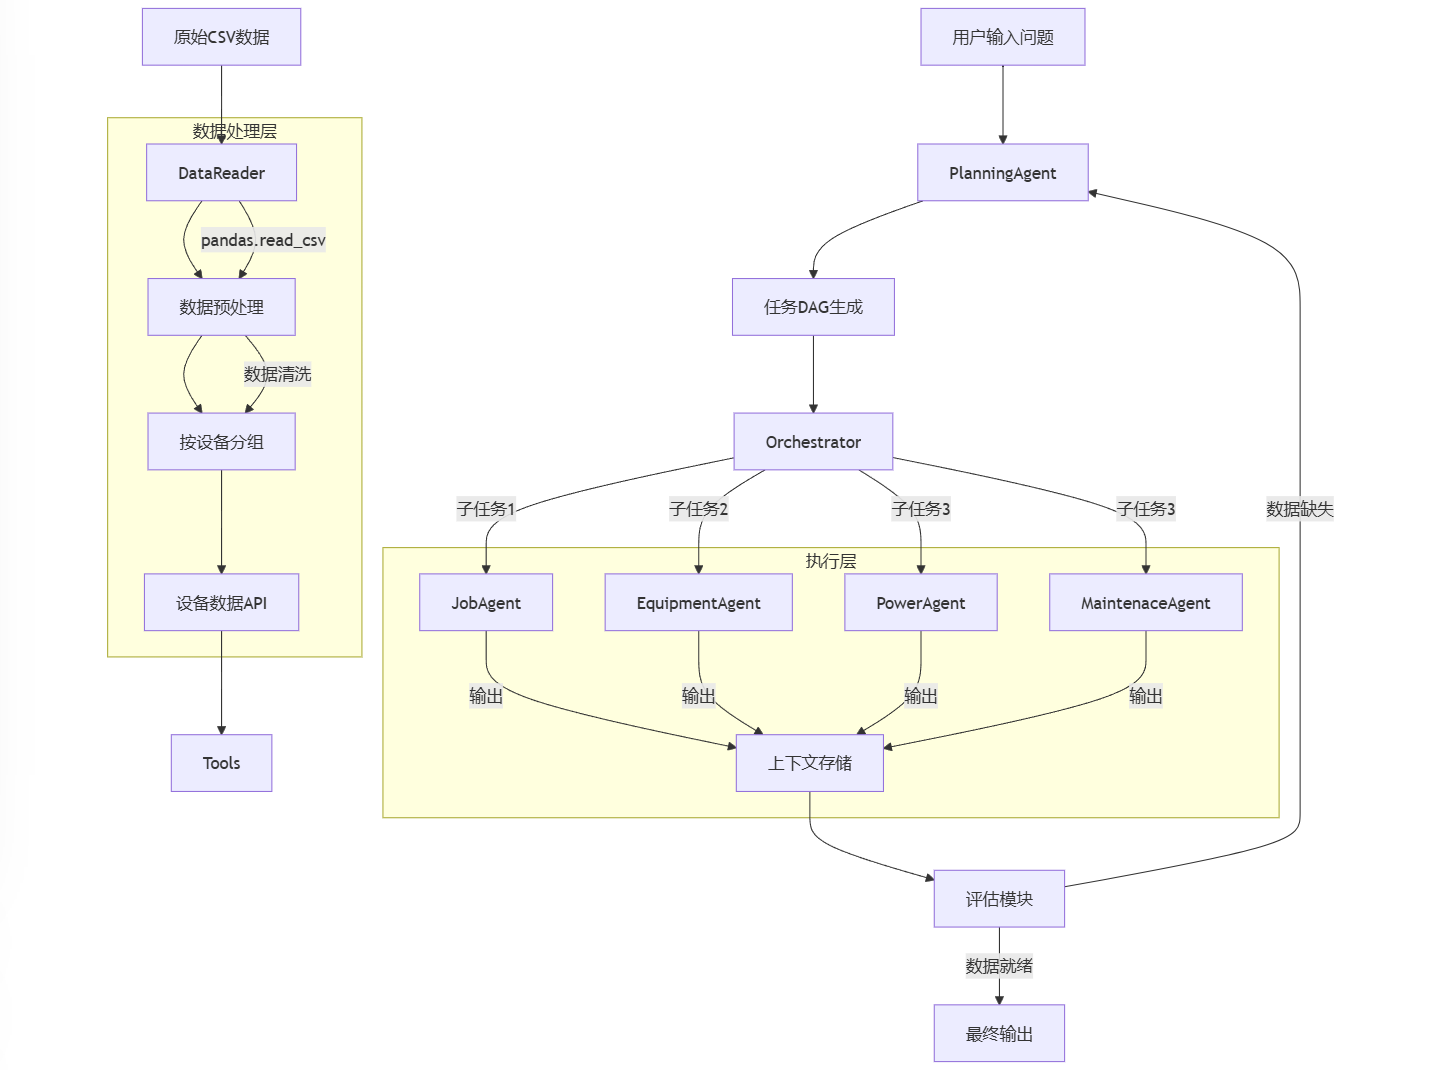 原始CSV数据
用户输入问题
数据处理层
DataReader
PlanningAgent
pandas.read_csv
数据预处理
任务DAG生成
数据清洗
按设备分组
Orchestrator
子任务1
子任务2
子任务3
子任务3
数据缺失
执行层
设备数据API
JobAgent
EquipmentAgent
PowerAgent
MaintenaceAgent
输出
输出
输出
输出
Tools
上下文存储
评估模块
数据就绪
最终输出